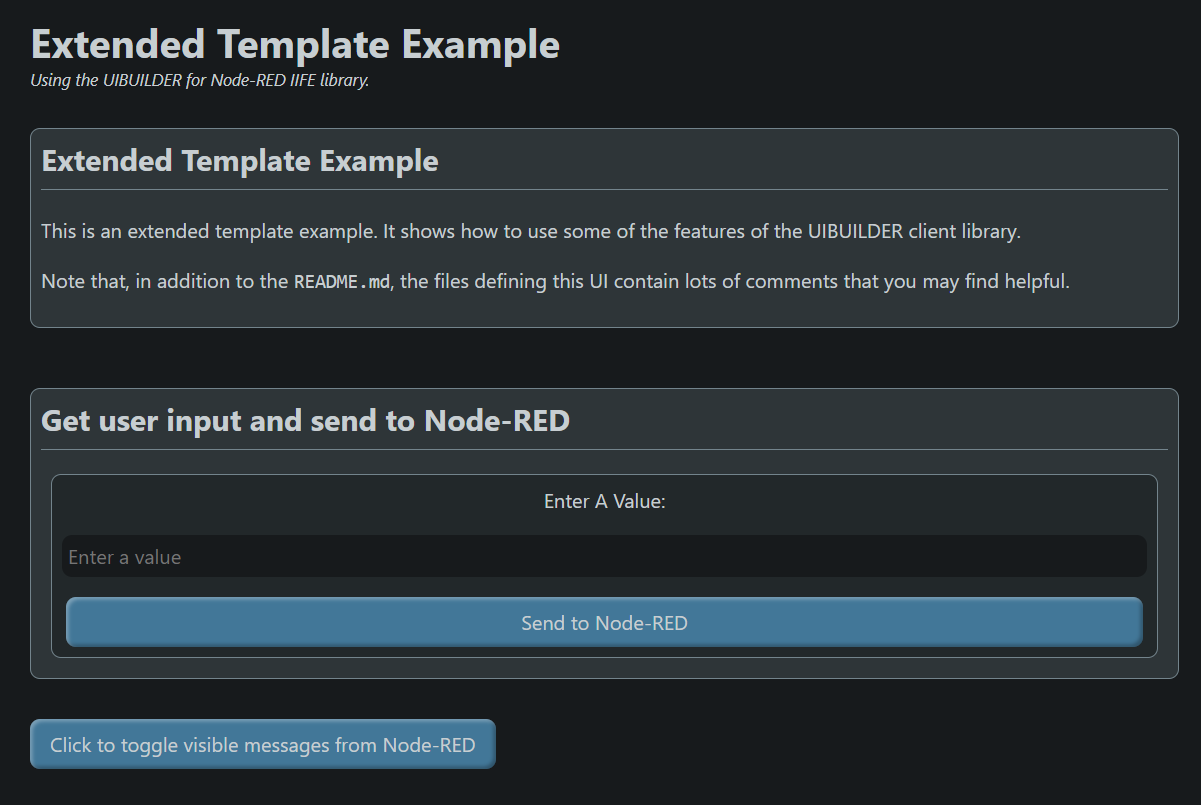 Extended Template Example
Using the UIBUILDER for Node-RED IIFE library.
Extended Template Example
This is an extended template example. It shows how to use some of the features of the UIBUILDER client library.
Note that, in addition to the README.md, the files defining this UI contain lots of comments that you may find helpful.
Get user input and send to Node-RED
Enter A Value:
Enter a value
Send to Node-RED
Click to toggle visible messages from Node-RED